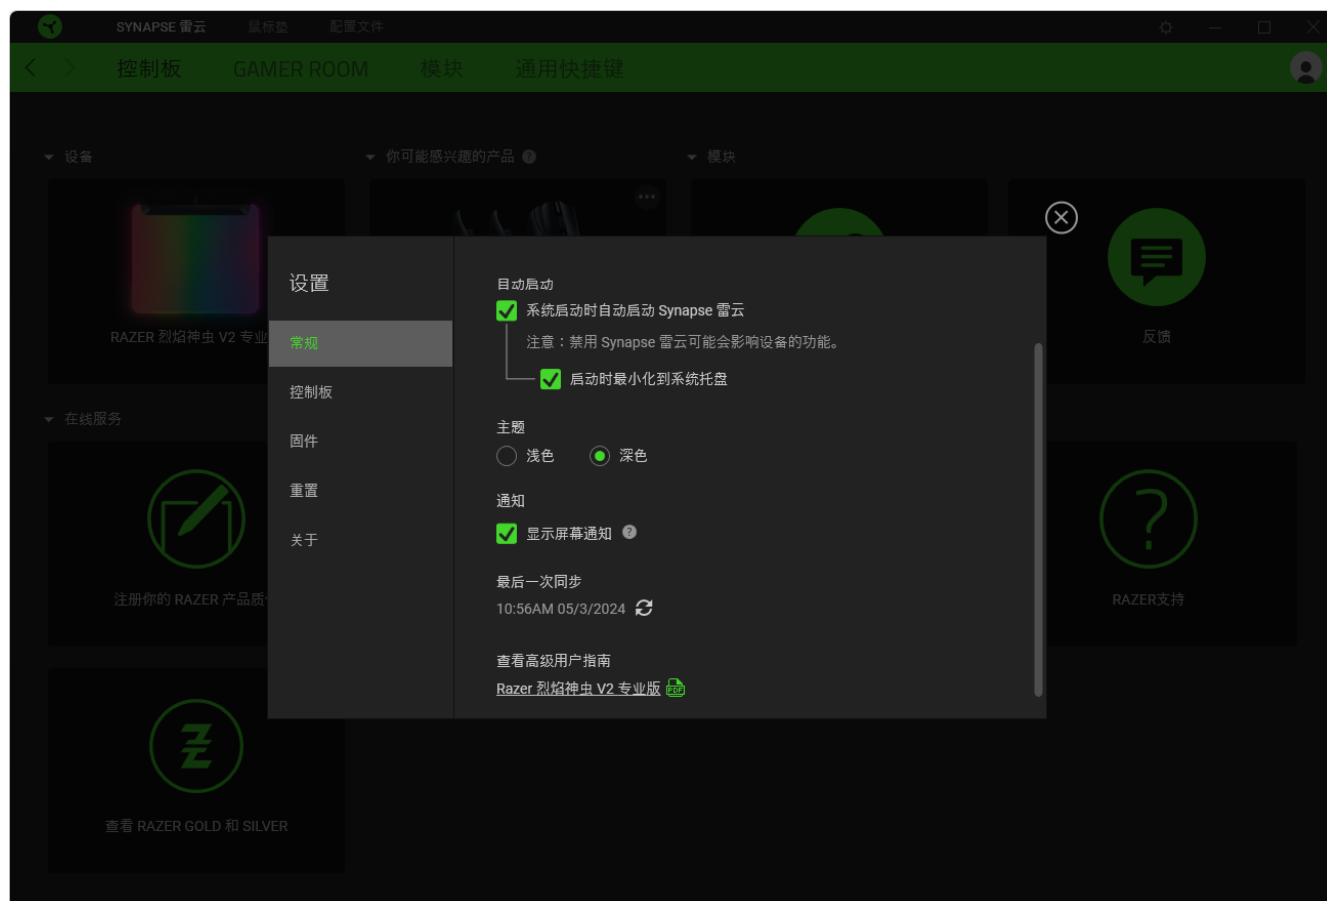 SYNAPSE 雷云
鼠标垫
配置文件
控制板
GAMER ROOM
模块
通用快捷键
设备
你可能感兴趣的产品
模块
RAZER 烈焰神虫 V2 专业
反馈
在线服务
注册你的 RAZER 产品质
RAZER支持
查看 RAZER GOLD 和 SILVER
设置
常规
控制板
固件
重置
关于
自动启动
系统启动时自动启动 Synapse 雷云
注意：禁用 Synapse 雷云可能会影响设备的功能。
启动时最小化到系统托盘
主题
浅色
深色
通知
显示屏幕通知
最后一次同步
10:56AM 05/3/2024
查看高级用户指南
Razer 烈焰神虫 V2 专业版
PDF